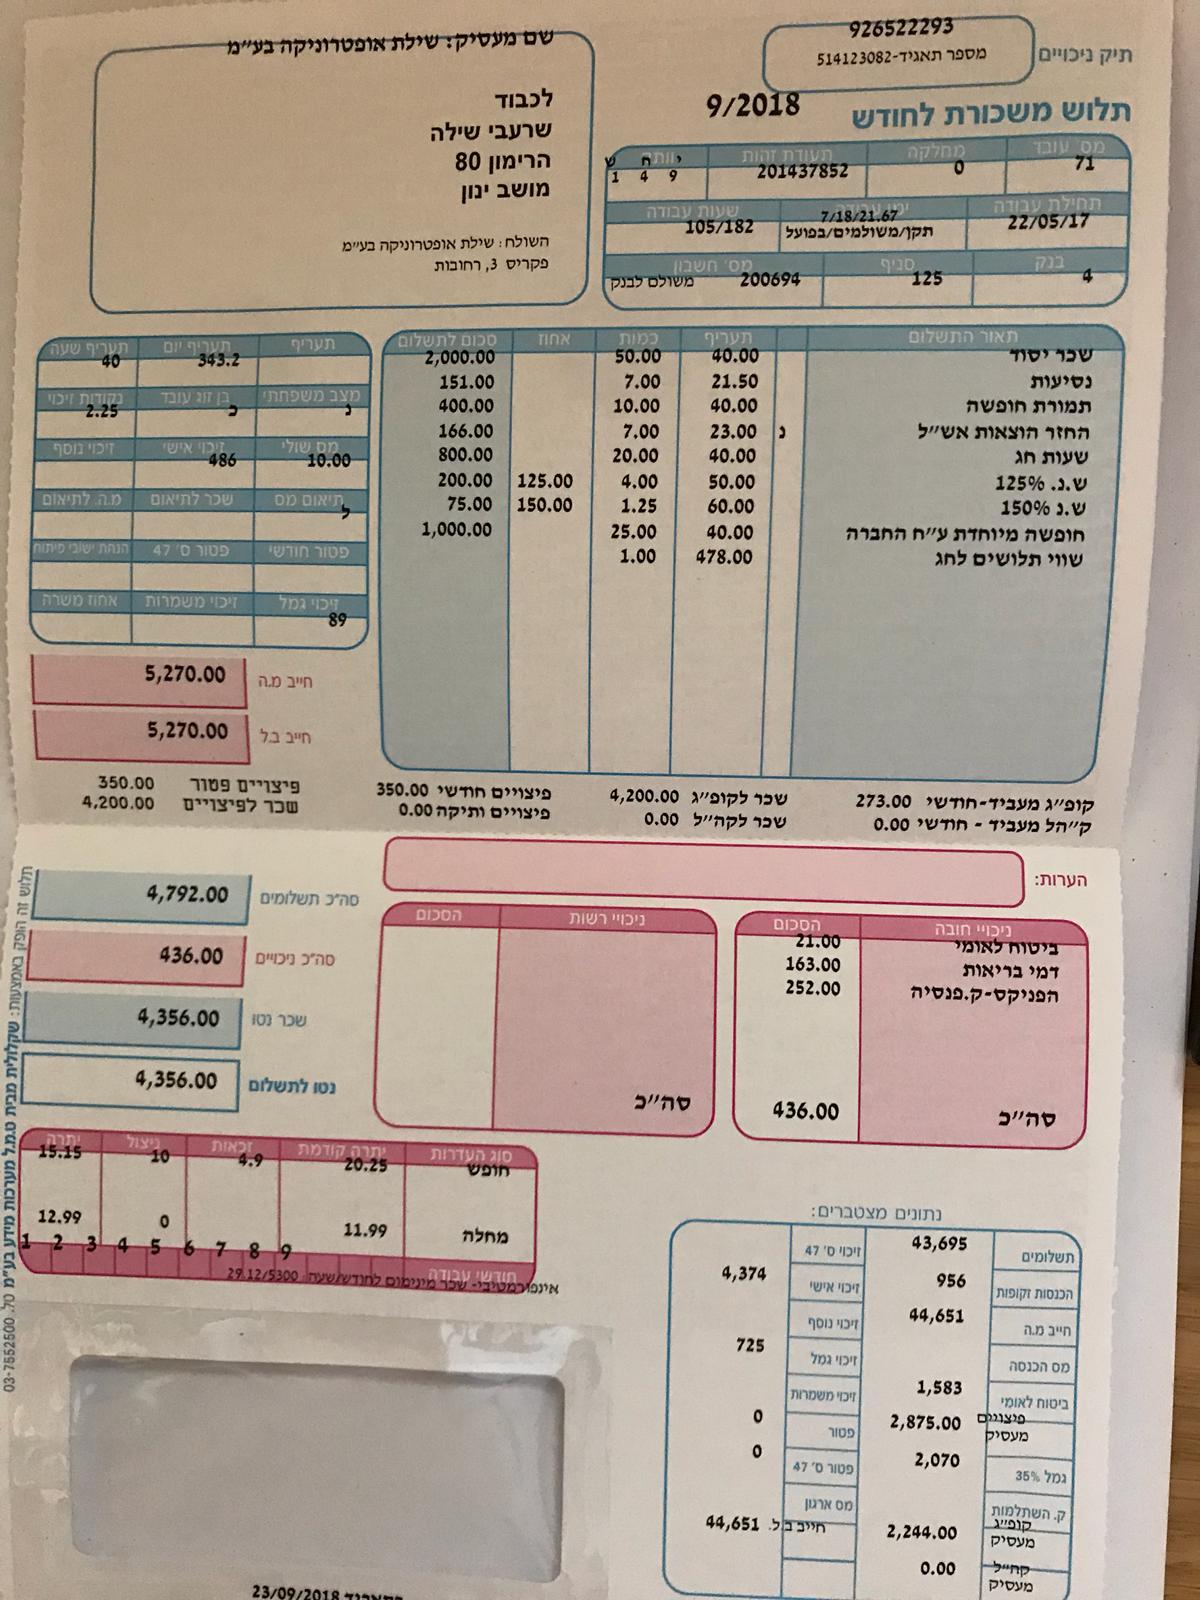 926522293
מספר תאגיד-514123082
תיק ניכויים
שם מעסיק: שילת אופטרוניקה בע״מ
תלוש משכורת לחודש 9/2018
לכבוד
שרעבי שילה
הרימון 80
מושב ינון
השולח: שילת אופטרוניקה בע״מ
פקריס 3, רחובות
מס׳ עובד מחלקה תעודת זהות וותק י ח ש
71 0 201437852 9 4 1
תחילת עבודה ימי עבודה שעות עבודה
22/05/17 7/18/21.67 105/182
תקן/משולמים/בפועל
בנק סניף מס׳ חשבון
4 125 200694 משולם לבנק
תאור התשלום תעריף כמות אחוז סכום לתשלום
שכר יסוד 40.00 50.00 2,000.00
נסיעות 21.50 7.00 151.00
תמורת חופשה 40.00 10.00 400.00
החזר הוצאות אש״ל נ 23.00 7.00 166.00
שעות חג 40.00 20.00 800.00
ש.נ. 125% 50.00 4.00 125.00 200.00
ש.נ 150% 60.00 1.25 150.00 75.00
חופשה מיוחדת ע״ח החברה 40.00 25.00 1,000.00
שווי תלושים לחג 478.00 1.00
תעריף תעריף יום תעריף שעה
343.2 40
מצב משפחתי בן זוג עובד נקודות זיכוי
נ כ 2.25
מס שולי זיכוי אישי זיכוי נוסף
10.00 486
תיאום מס שכר לתיאום מ.ה. לתיאום
ל
פטור חודשי פטור ס׳ 47 הנחת ישובי פיתוח
זיכוי גמל זיכוי משמרות אחוז משרה
89
חייב מ.ה 5,270.00
חייב ב.ל 5,270.00
קופ״ג מעביד-חודשי 273.00 שכר לקופ״ג 4,200.00 פיצויים חודשי 350.00 פיצויים פטור 350.00
ק״הל מעביד - חודשי 0.00 שכר לקה״ל 0.00 פיצויים ותיקה 0.00 שכר לפיצויים 4,200.00
הערות:
ניכויי חובה הסכום
ביטוח לאומי 21.00
דמי בריאות 163.00
הפניקס-ק.פנסיה 252.00
סה״כ 436.00
ניכויי רשות הסכום
סה״כ
סה״כ תשלומים 4,792.00
סה״כ ניכויים 436.00
שכר נטו 4,356.00
נטו לתשלום 4,356.00
סוג העדרות יתרה קודמת זכאות ניצול יתרה
חופש 20.25 4.9 10 15.15
מחלה 11.99 0 12.99
חודשי עבודה 1 2 3 4 5 6 7 8 9
אינפורמטיבי- שכר מינימום לחודש/שעה: 29.12/5300
נתונים מצטברים:
תשלומים 43,695 זיכוי ס׳ 47
הכנסות זקופות 956 זיכוי אישי 4,374
חייב מ.ה 44,651 זיכוי נוסף
מס הכנסה זיכוי גמל 725
ביטוח לאומי 1,583 זיכוי משמרות
פיצויים מעסיק 2,875.00 פטור 0
גמל 35% 2,070 פטור ס׳ 47 0
ק. השתלמות מס ארגון
קופ״ג מעסיק 2,244.00 חייב ב.ל. 44,651
קה״ל מעסיק 0.00
תלוש זה הופק באמצעות: שקלולית מבית ט.מ.ל מערכות מידע בע״מ טל. 03-7552500
23/09/2018